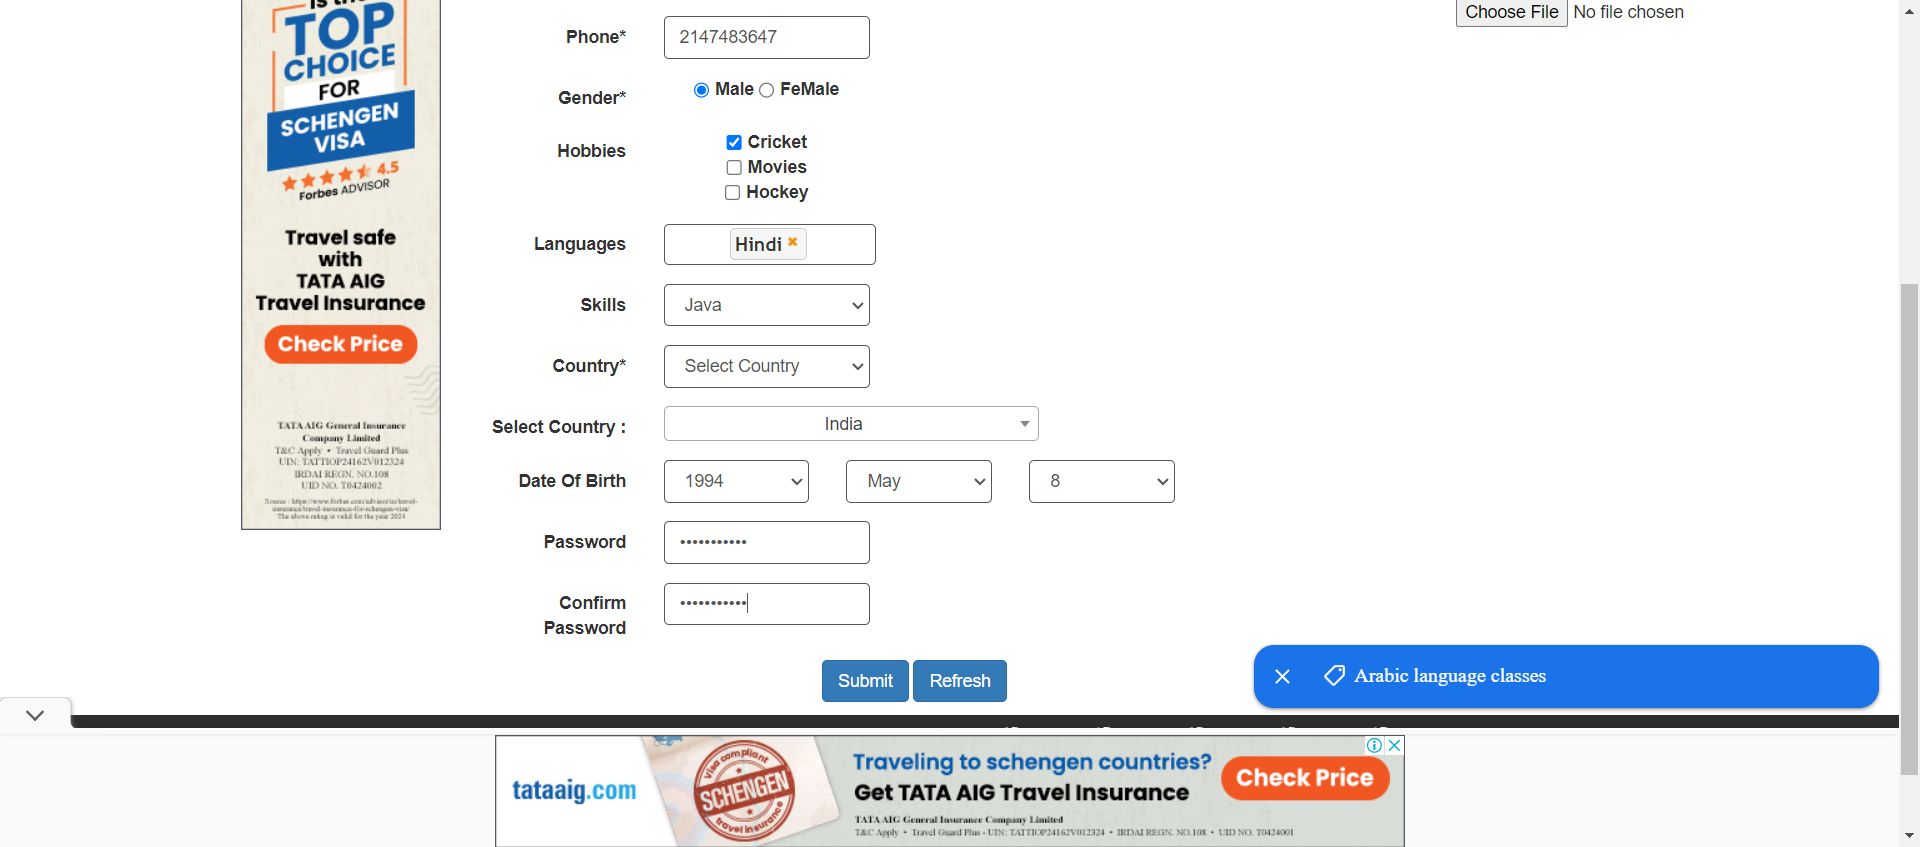 Is the
TOP
CHOICE
FOR
SCHENGEN
VISA
4.5
Forbes ADVISOR
Travel safe
with
TATA AIG
Travel Insurance
Check Price
TATA AIG General Insurance
Company Limited
T&C Apply • Travel Guard Plus
UIN: TATTIOP24162V012324
IRDAI REGN. NO.108
UID NO. T0424002
Source : https://www.forbes.com/advisor/in/travel-
insurance/travel-insurance-for-schengen-visa/
The above rating is valid for the year 2024
Choose File No file chosen
Phone* 2147483647
Gender* Male FeMale
Hobbies Cricket
Movies
Hockey
Languages Hindi
Skills Java
Country* Select Country
Select Country : India
Date Of Birth 1994 May 8
Password •••••••••••
Confirm •••••••••••
Password
Submit Refresh
Arabic language classes
tataaig.com
Visa compliant
SCHENGEN
travel insurance
Traveling to schengen countries?
Get TATA AIG Travel Insurance
TATA AIG General Insurance Company Limited
T&C Apply • Travel Guard Plus - UIN: TATTIOP24162V012324 • IRDAI REGN. NO.108 • UID NO. T0424001
Check Price